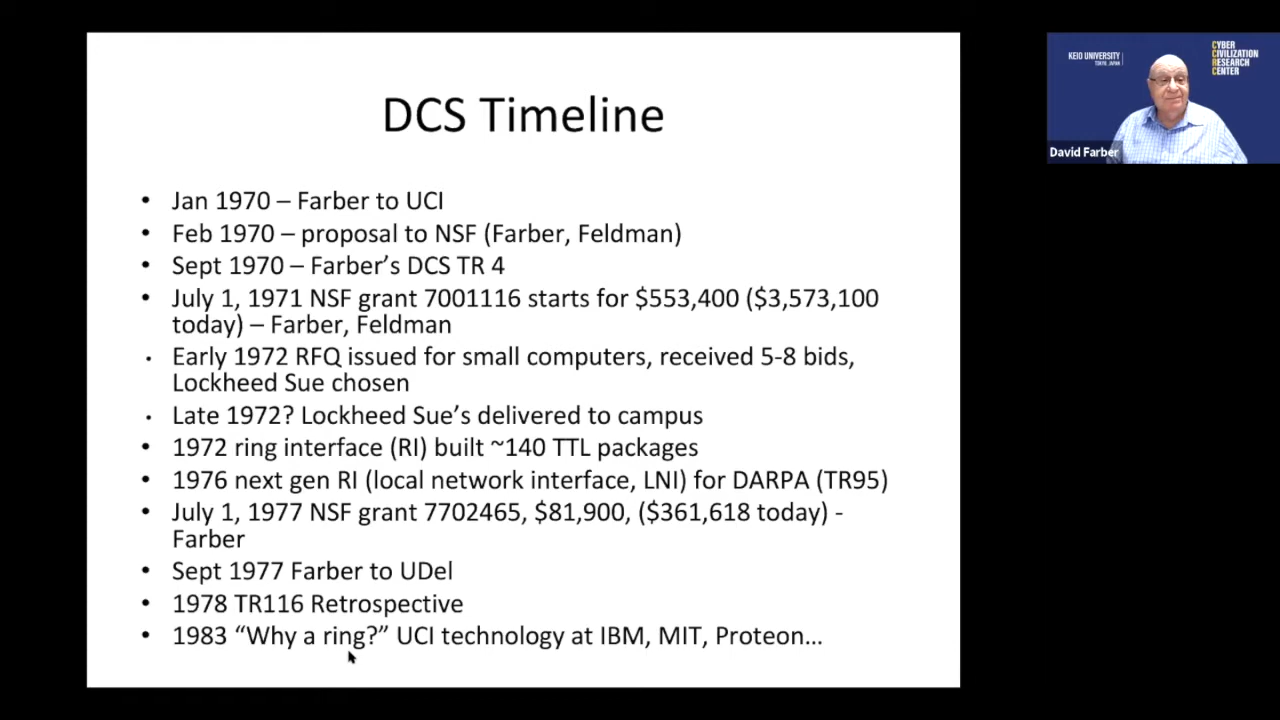 DCS Timeline
• Jan 1970 – Farber to UCI
• Feb 1970 – proposal to NSF (Farber, Feldman)
• Sept 1970 – Farber’s DCS TR 4
• July 1, 1971 NSF grant 7001116 starts for $553,400 ($3,573,100
today) – Farber, Feldman
• Early 1972 RFQ issued for small computers, received 5-8 bids,
Lockheed Sue chosen
• Late 1972? Lockheed Sue’s delivered to campus
• 1972 ring interface (RI) built ~140 TTL packages
• 1976 next gen RI (local network interface, LNI) for DARPA (TR95)
• July 1, 1977 NSF grant 7702465, $81,900, ($361,618 today) -
Farber
• Sept 1977 Farber to UDel
• 1978 TR116 Retrospective
• 1983 “Why a ring?” UCI technology at IBM, MIT, Proteon...
KEIO UNIVERSITY
TOKYO, JAPAN
CYBER
CIVILIZATION
RESEARCH
CENTER
David Farber